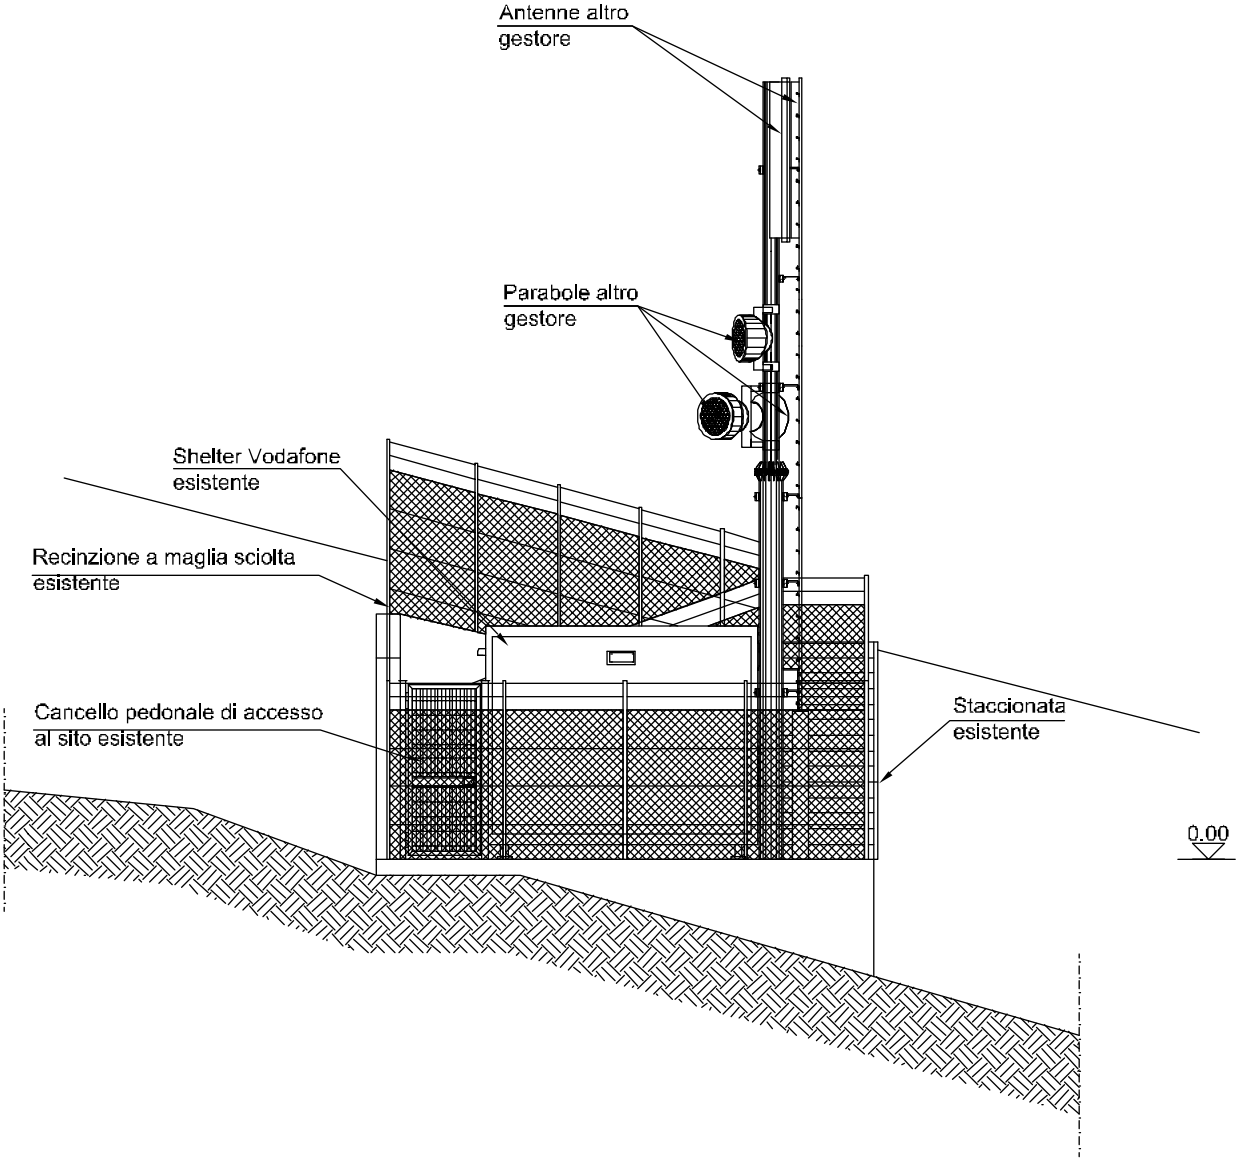 Antenne altro
gestore
Parabole altro
gestore
Shelter Vodafone
esistente
Recinzione a maglia sciolta
esistente
Cancello pedonale di accesso
al sito esistente
Staccionata
esistente
0.00